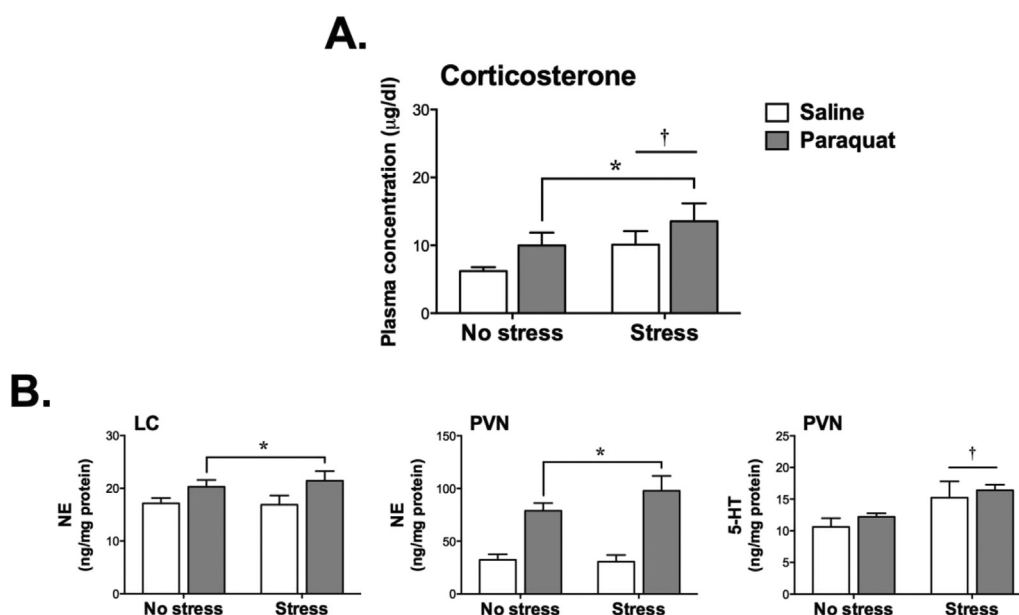 A.
Corticosterone
Plasma concentration (μg/dl)
30
20
10
0
*
†
No stress
Stress
Saline
Paraquat
B.
LC
NE
(ng/mg protein)
30
20
10
0
*
No stress
Stress
PVN
NE
(ng/mg protein)
150
100
50
0
*
No stress
Stress
PVN
5-HT
(ng/mg protein)
25
20
15
10
5
0
†
No stress
Stress